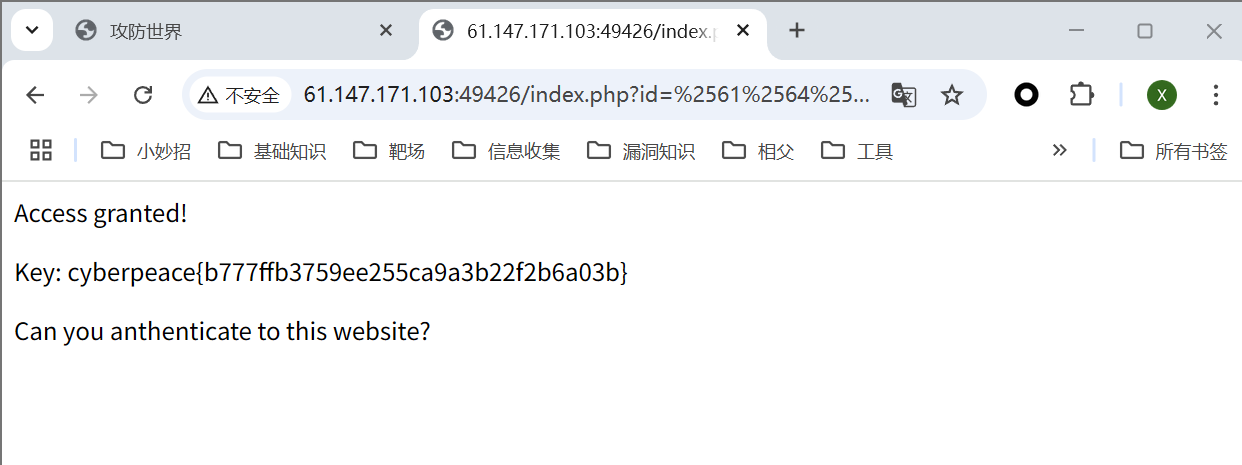 攻防世界
61.147.171.103:49426/index.p
不安全 61.147.171.103:49426/index.php?id=%2561%2564%25...
X
小妙招 基础知识 靶场 信息收集 漏洞知识 相父 工具 所有书签
Access granted!
Key: cyberpeace{b777ffb3759ee255ca9a3b22f2b6a03b}
Can you anthenticate to this website?